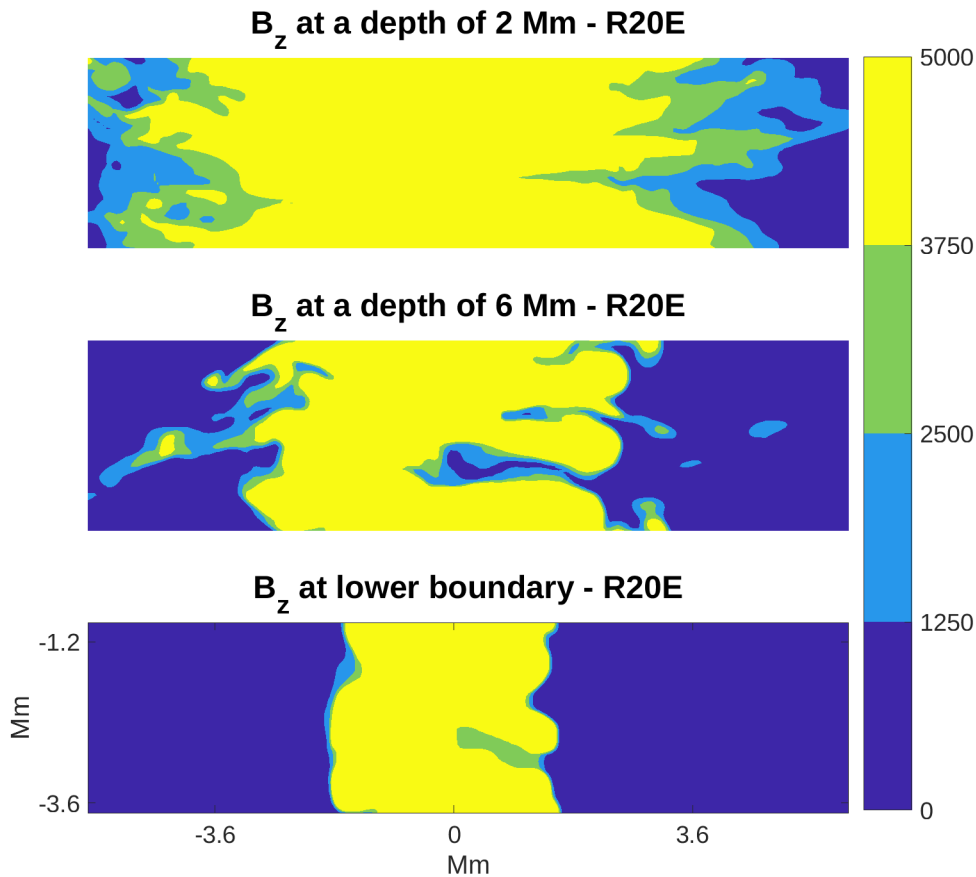 B_z at a depth of 2 Mm - R20E
5000
3750
B_z at a depth of 6 Mm - R20E
2500
B_z at lower boundary - R20E
1250
-1.2
Mm
-3.6
0
-3.6
0
3.6
Mm